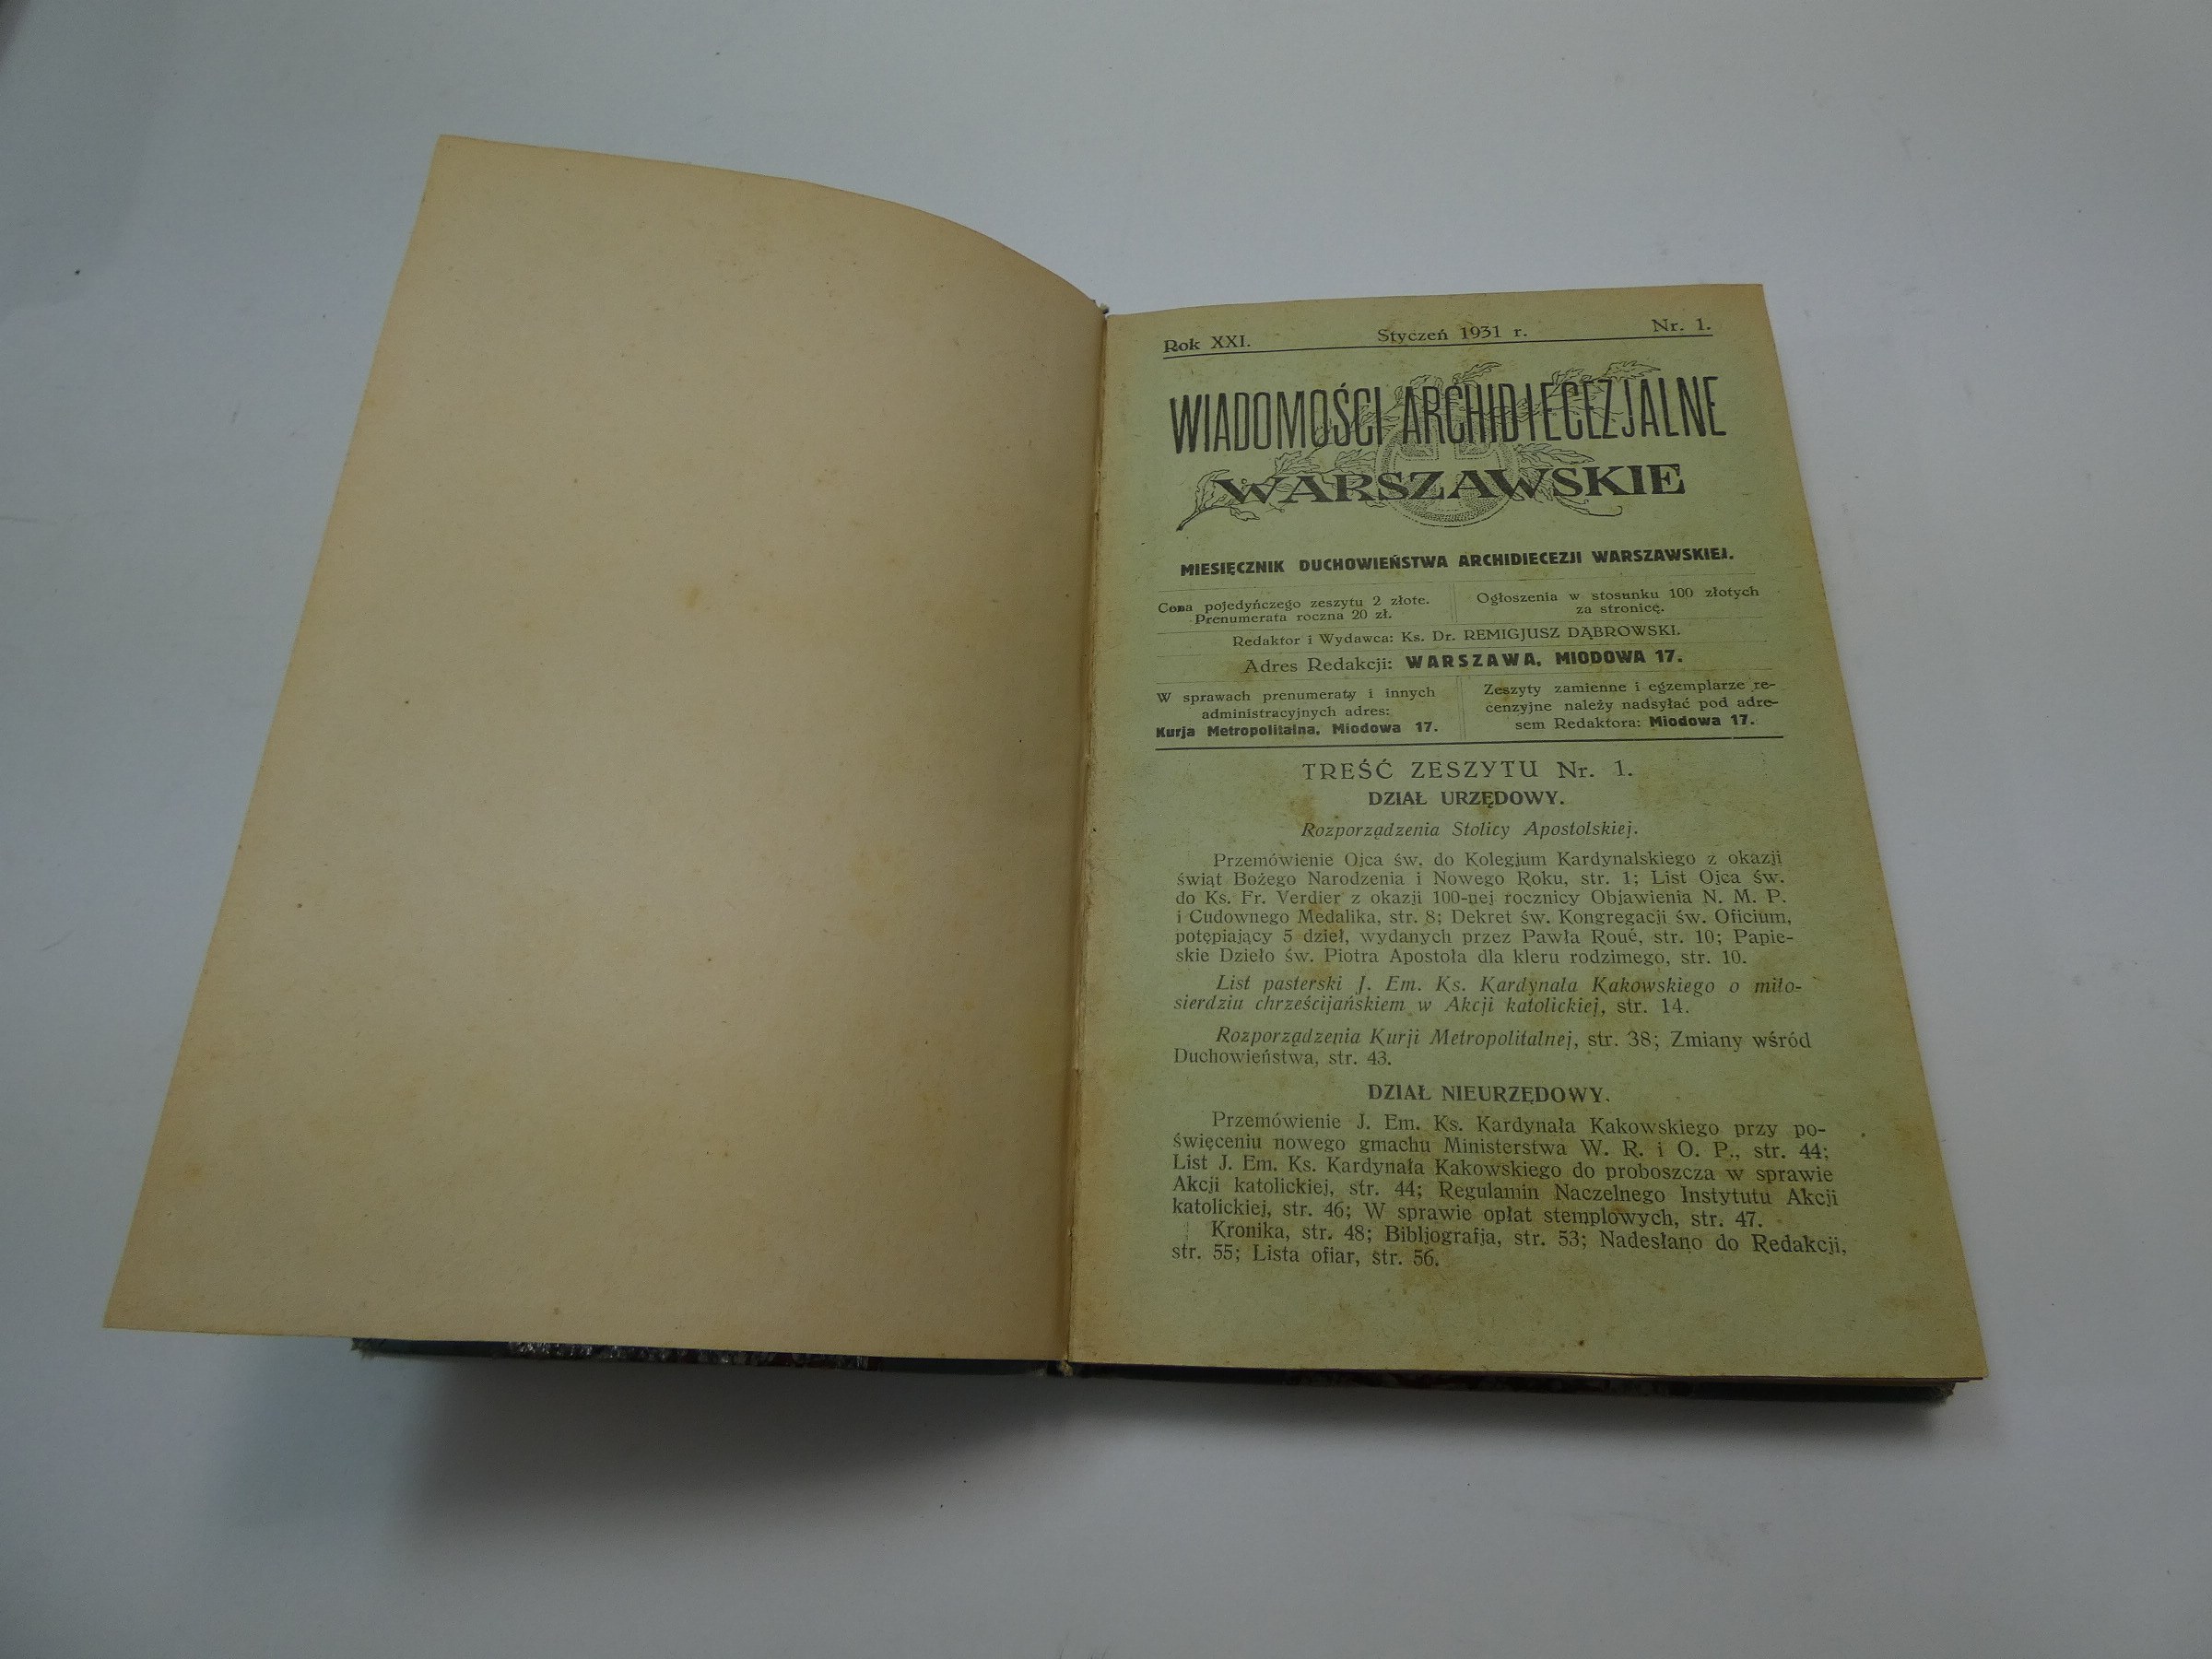 Rok XXI. Styczeń 1931 r. Nr. 1.
WIADOMOŚCI ARCHIDIECEZJALNE
WARSZAWSKIE
MIESIĘCZNIK DUCHOWIEŃSTWA ARCHIDIECEZJI WARSZAWSKIEJ.
Cena pojedyńczego zeszytu 2 złote.
Prenumerata roczna 20 zł.
Ogłoszenia w stosunku 100 złotych
za stronicę.
Redaktor i Wydawca: Ks. Dr. REMIGJUSZ DĄBROWSKI.
Adres Redakcji: WARSZAWA, MIODOWA 17.
W sprawach prenumeraty i innych
administracyjnych adres:
Kurja Metropolitalna, Miodowa 17.
Zeszyty zamienne i egzemplarze re-
cenzyjne należy nadsyłać pod adre-
sem Redaktora: Miodowa 17.
TREŚĆ ZESZYTU Nr. 1.
DZIAŁ URZĘDOWY.
Rozporządzenia Stolicy Apostolskiej.
Przemówienie Ojca św. do Kolegjum Kardynalskiego z okazji
świąt Bożego Narodzenia i Nowego Roku, str. 1; List Ojca św.
do Ks. Fr. Verdier z okazji 100-nej rocznicy Objawienia N. M. P.
i Cudownego Medalika, str. 8; Dekret św. Kongregacji św. Oficium,
potępiający 5 dzieł, wydanych przez Pawła Roué, str. 10; Papie-
skie Dzieło św. Piotra Apostoła dla kleru rodzimego, str. 10.
List pasterski J. Em. Ks. Kardynała Kakowskiego o miło-
sierdziu chrześcijańskiem w Akcji katolickiej, str. 14.
Rozporządzenia Kurji Metropolitalnej, str. 38; Zmiany wśród
Duchowieństwa, str. 43.
DZIAŁ NIEURZĘDOWY.
Przemówienie J. Em. Ks. Kardynała Kakowskiego przy po-
święceniu nowego gmachu Ministerstwa W. R. i O. P., str. 44;
List J. Em. Ks. Kardynała Kakowskiego do proboszcza w sprawie
Akcji katolickiej, str. 44; Regulamin Naczelnego Instytutu Akcji
katolickiej, str. 46; W sprawie opłat stemplowych, str. 47.
Kronika, str. 48; Bibljografja, str. 53; Nadesłano do Redakcji,
str. 55; Lista ofiar, str. 56.